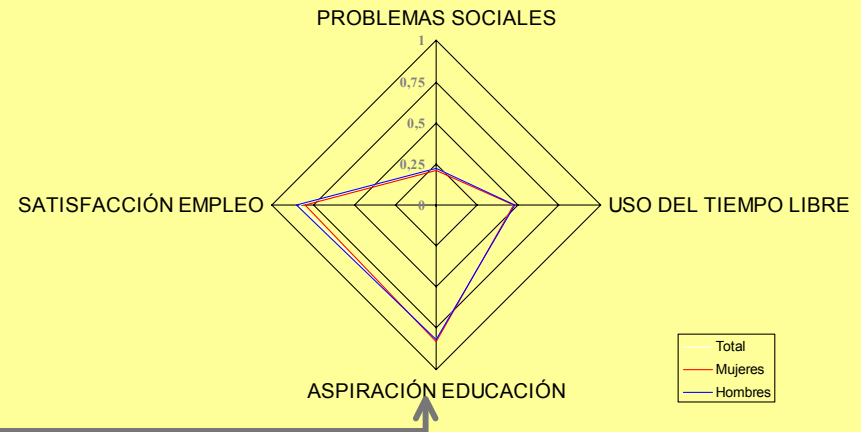 PROBLEMAS SOCIALES
1
0,75
0,5
0,25
0
SATISFACCIÓN EMPLEO
USO DEL TIEMPO LIBRE
ASPIRACIÓN EDUCACIÓN
Total
Mujeres
Hombres